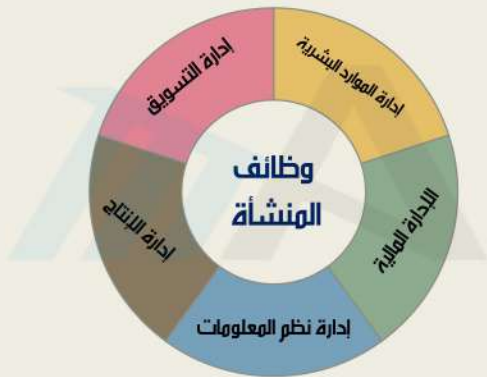 وظائف
المنشأة
إدارة الموارد البشرية
الإدارة المالية
إدارة نظم المعلومات
إدارة الإنتاج
إدارة التسويق